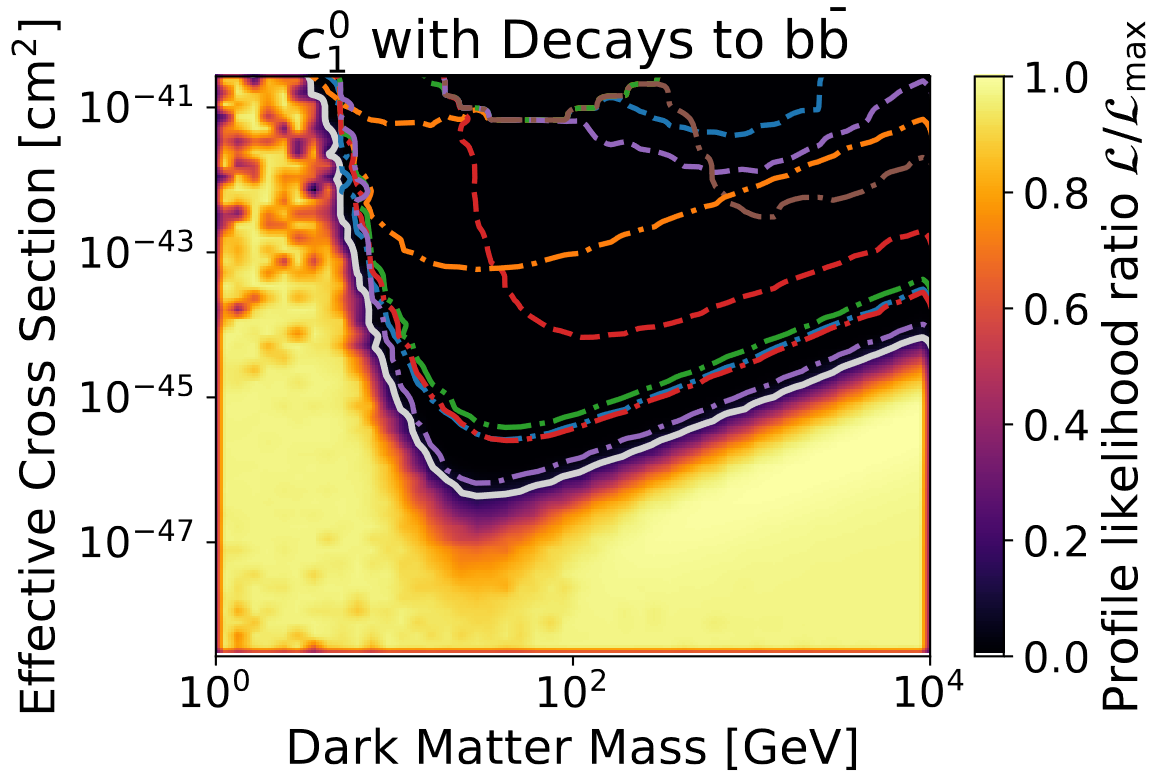 c₁⁰ with Decays to bb̄
Effective Cross Section [cm²]
10⁻⁴¹
10⁻⁴³
10⁻⁴⁵
10⁻⁴⁷
10⁰ 10² 10⁴
Dark Matter Mass [GeV]
1.0
0.8
0.6
0.4
0.2
0.0
Profile likelihood ratio ℒ/ℒmax